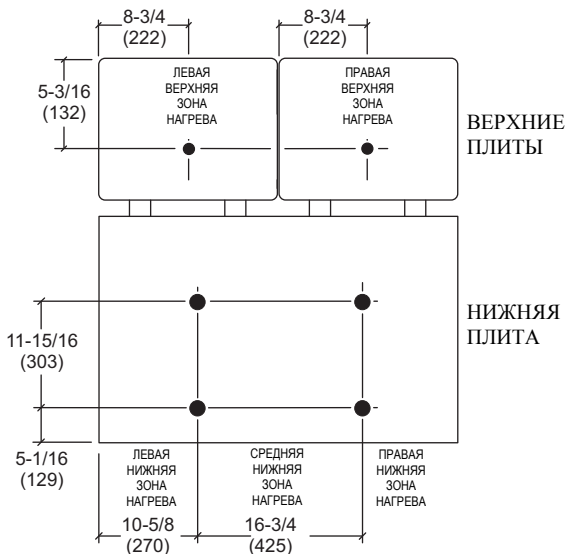 8-3/4
(222)
8-3/4
(222)
5-3/16
(132)
ЛЕВАЯ
ВЕРХНЯЯ
ЗОНА
НАГРЕВА
ПРАВАЯ
ВЕРХНЯЯ
ЗОНА
НАГРЕВА
ВЕРХНИЕ
ПЛИТЫ
11-15/16
(303)
НИЖНЯЯ
ПЛИТА
5-1/16
(129)
ЛЕВАЯ
НИЖНЯЯ
ЗОНА
НАГРЕВА
СРЕДНЯЯ
НИЖНЯЯ
ЗОНА
НАГРЕВА
ПРАВАЯ
НИЖНЯЯ
ЗОНА
НАГРЕВА
10-5/8
(270)
16-3/4
(425)